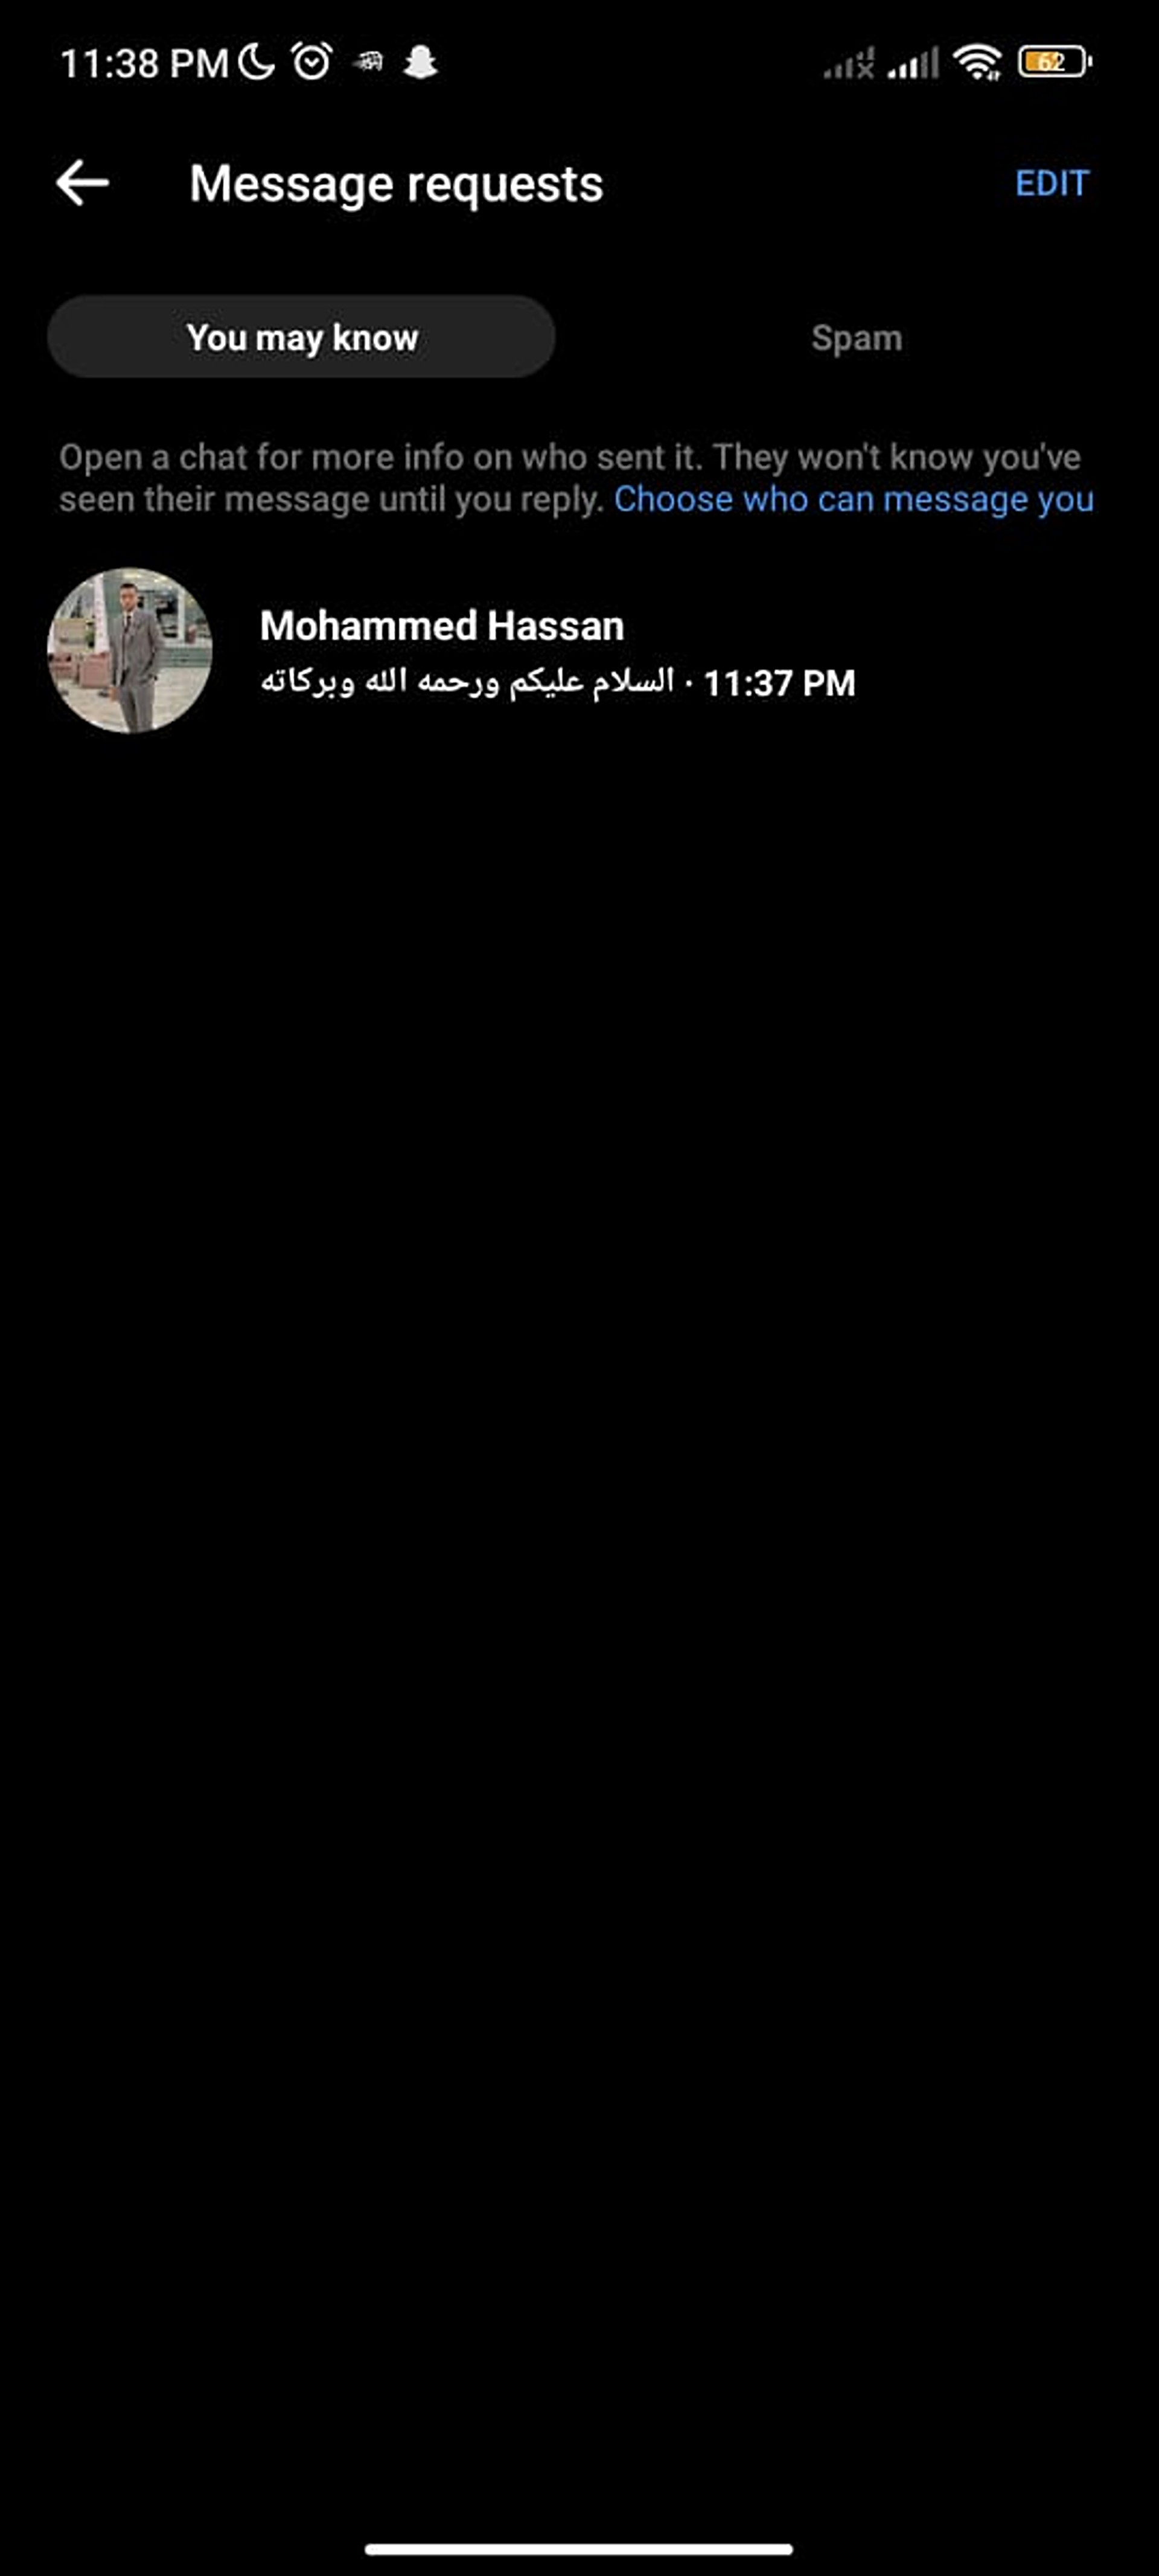 11:38 PM
62
Message requests
EDIT
You may know
Spam
Open a chat for more info on who sent it. They won't know you've
seen their message until you reply. Choose who can message you
Mohammed Hassan
السلام عليكم ورحمه الله وبركاته · 11:37 PM